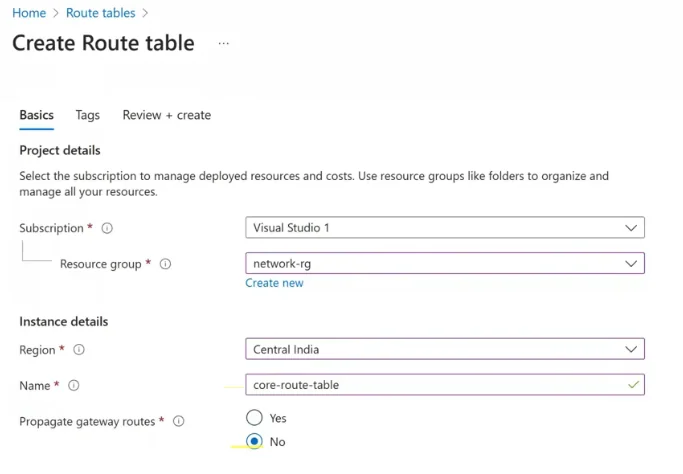 Home > Route tables >
Create Route table ...
Basics Tags Review + create
Project details
Select the subscription to manage deployed resources and costs. Use resource groups like folders to organize and
manage all your resources.
Subscription * Visual Studio 1
Resource group * network-rg
Create new
Instance details
Region * Central India
Name * core-route-table
Propagate gateway routes * Yes
No